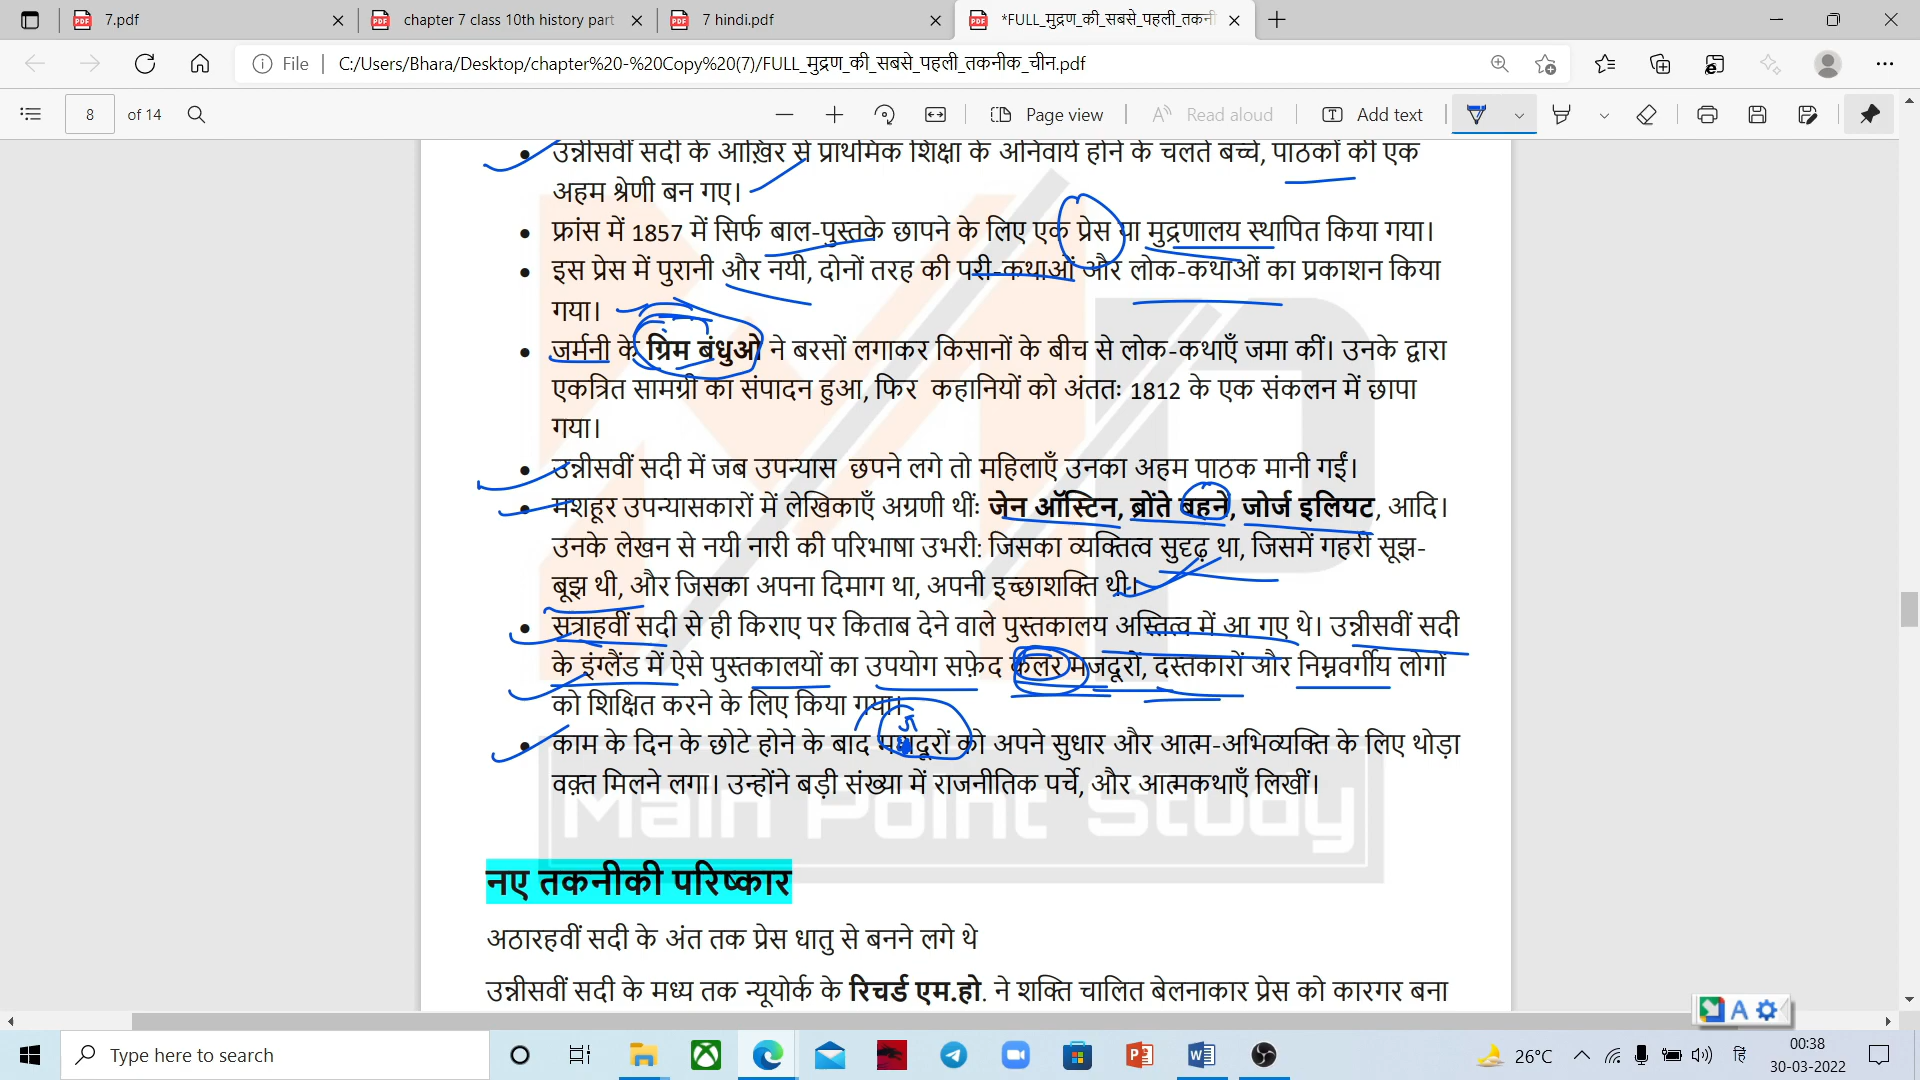 7.pdf
chapter 7 class 10th history part
7 hindi.pdf
*FULL_मुद्रण_की_सबसे_पहली_तकनी
File
C:/Users/Bhara/Desktop/chapter%20-%20Copy%20(7)/FULL_मुद्रण_की_सबसे_पहली_तकनीक_चीन.pdf
8 of 14
Page view
Read aloud
Add text
उन्नीसवीं सदी के आख़िर से प्राथमिक शिक्षा के अनिवार्य होने के चलते बच्चे, पाठकों की एक
अहम श्रेणी बन गए।
फ्रांस में 1857 में सिर्फ बाल-पुस्तके छापने के लिए एक प्रेस या मुद्रणालय स्थापित किया गया।
इस प्रेस में पुरानी और नयी, दोनों तरह की परी-कथाओं और लोक-कथाओं का प्रकाशन किया
गया।
जर्मनी के ग्रिम बंधुओ ने बरसों लगाकर किसानों के बीच से लोक-कथाएँ जमा कीं। उनके द्वारा
एकत्रित सामग्री का संपादन हुआ, फिर कहानियों को अंततः 1812 के एक संकलन में छापा
गया।
उन्नीसवीं सदी में जब उपन्यास छपने लगे तो महिलाएँ उनका अहम पाठक मानी गईं।
मशहूर उपन्यासकारों में लेखिकाएँ अग्रणी थींः जेन ऑस्टिन, ब्रोंते बहनें, जोर्ज इलियट, आदि।
उनके लेखन से नयी नारी की परिभाषा उभरी: जिसका व्यक्तित्व सुदृढ़ था, जिसमें गहरी सूझ-
बूझ थी, और जिसका अपना दिमाग था, अपनी इच्छाशक्ति थी।
सत्राहवीं सदी से ही किराए पर किताब देने वाले पुस्तकालय अस्तित्व में आ गए थे। उन्नीसवीं सदी
के इंग्लैंड में ऐसे पुस्तकालयों का उपयोग सफ़ेद कॅलर मजदूरों, दस्तकारों और निम्नवर्गीय लोगों
को शिक्षित करने के लिए किया गया।
काम के दिन के छोटे होने के बाद को अपने सुधार और आत्म-अभिव्यक्ति के लिए थोड़ा
वक़्त मिलने लगा। उन्होंने बड़ी संख्या में राजनीतिक पर्चे, और आत्मकथाएँ लिखीं।
Main Point Study
नए तकनीकी परिष्कार
अठारहवीं सदी के अंत तक प्रेस धातु से बनने लगे थे
उन्नीसवीं सदी के मध्य तक न्यूयोर्क के रिचर्ड एम.हो. ने शक्ति चालित बेलनाकार प्रेस को कारगर बना
A
Type here to search
26°C
हि
00:38
30-03-2022